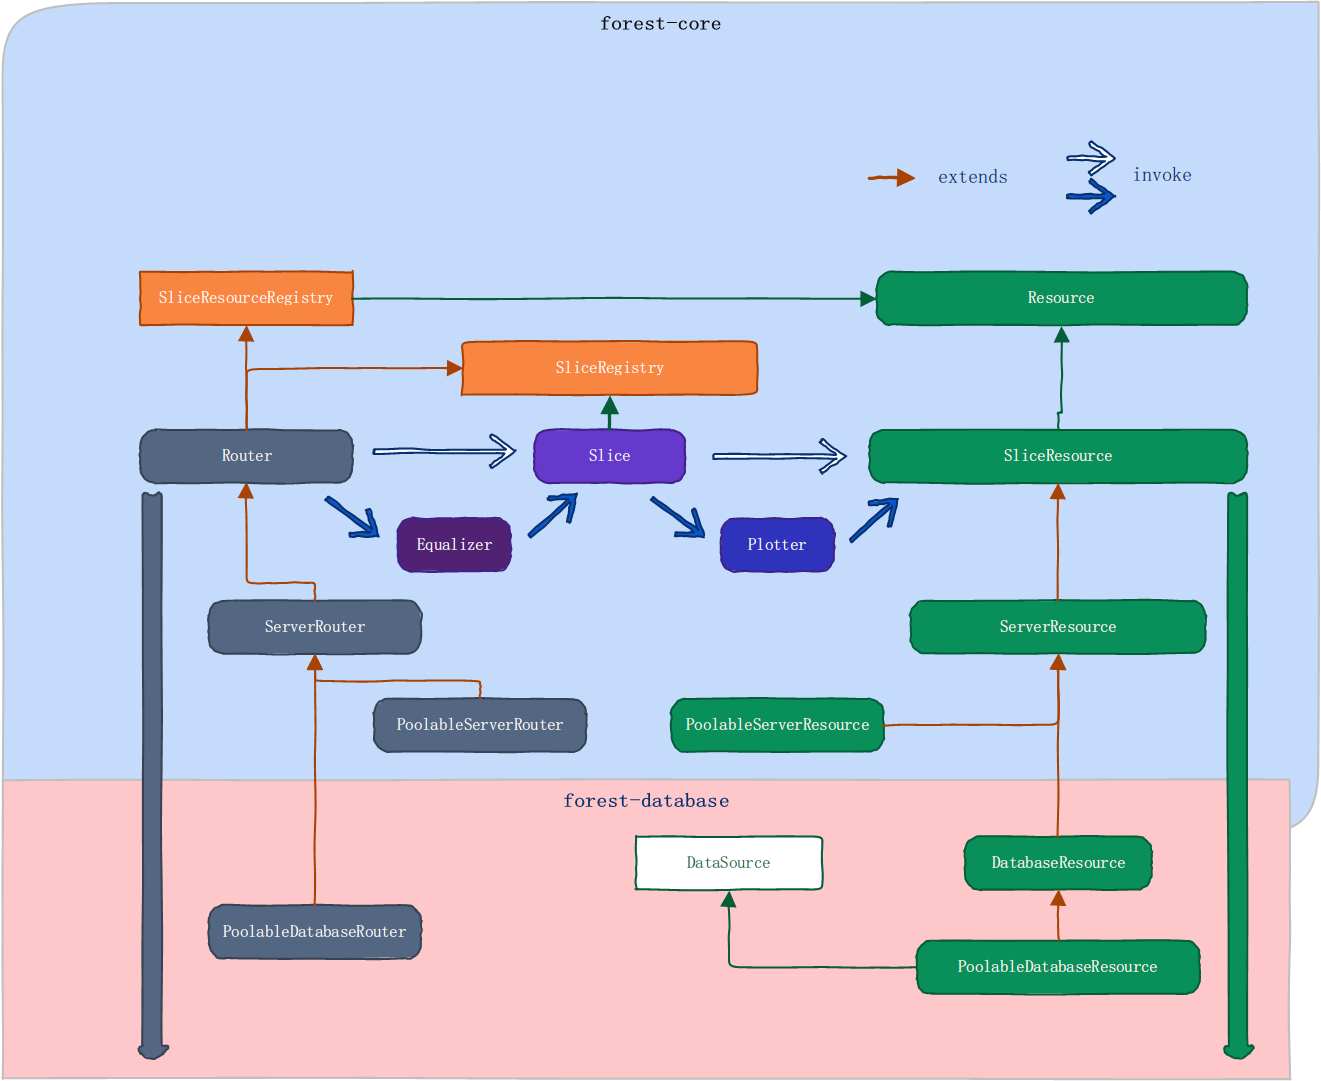 forest-core
extends
invoke
SliceResourceRegistry
Resource
SliceRegistry
Router
Slice
SliceResource
Equalizer
Plotter
ServerRouter
ServerResource
PoolableServerRouter
PoolableServerResource
forest-database
DataSource
DatabaseResource
PoolableDatabaseRouter
PoolableDatabaseResource